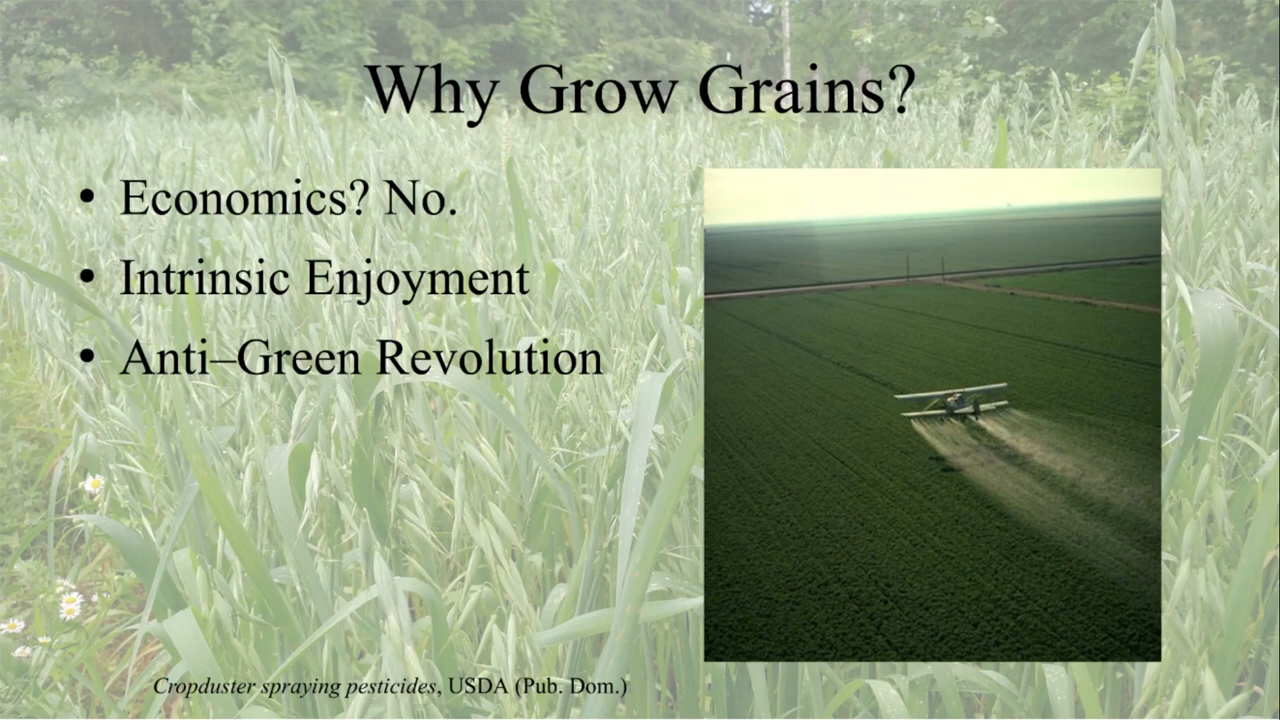 Why Grow Grains?
• Economics? No.
• Intrinsic Enjoyment
• Anti–Green Revolution
Cropduster spraying pesticides, USDA (Pub. Dom.)